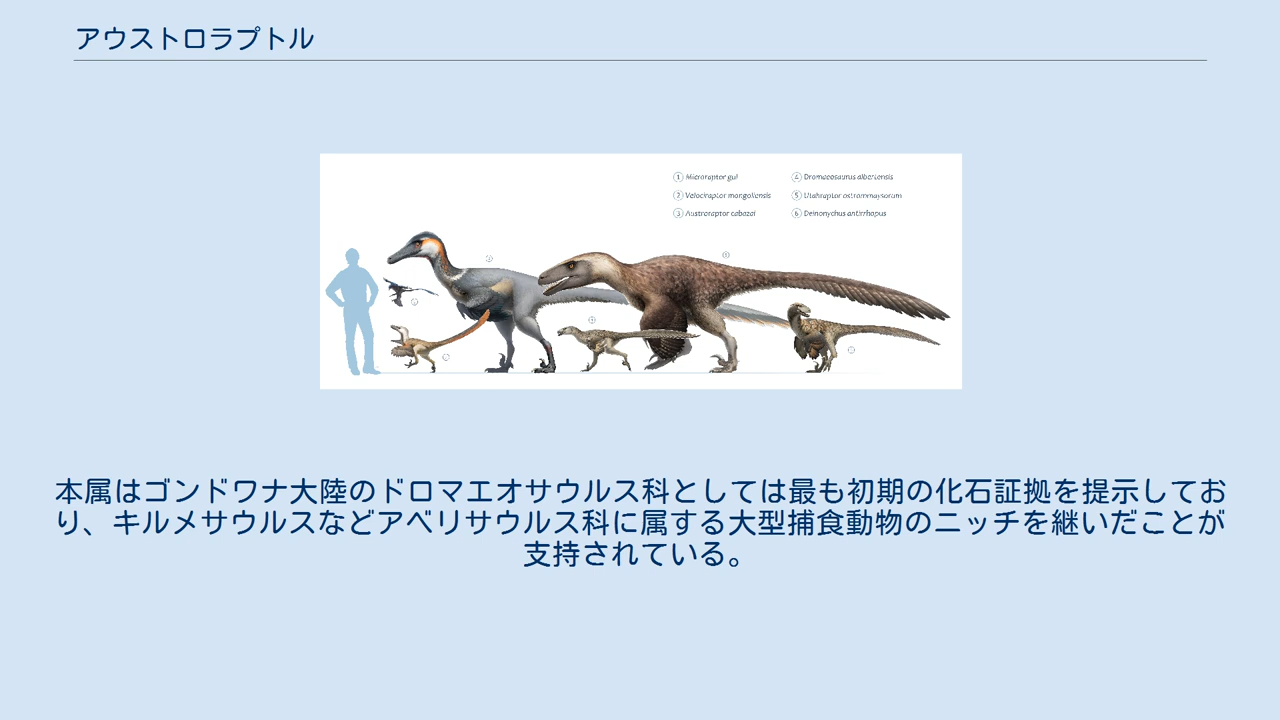 アウストロラプトル
① Microraptor gui
② Velociraptor mongoliensis
③ Austroraptor cabazai
④ Dromaeosaurus albertensis
⑤ Utahraptor ostrommaysorum
⑥ Deinonychus antirrhopus
本属はゴンドワナ大陸のドロマエオサウルス科としては最も初期の化石証拠を提示してお
り、キルメサウルスなどアベリサウルス科に属する大型捕食動物のニッチを継いだことが
支持されている。